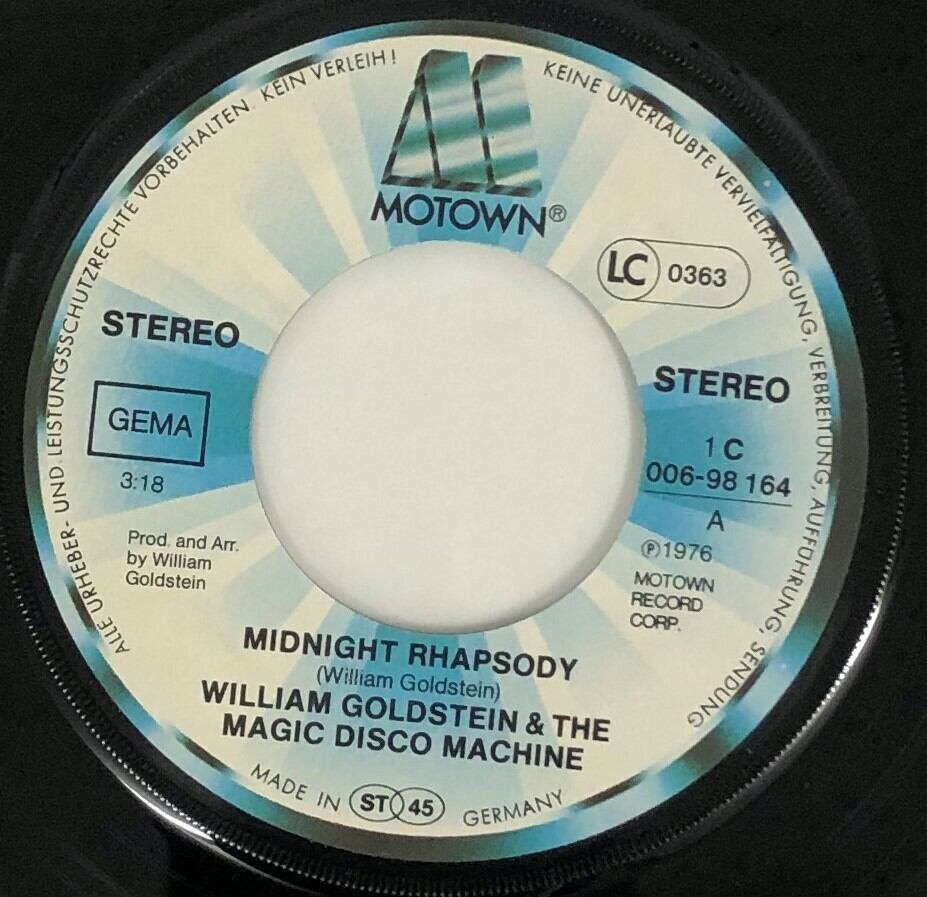 ALLE URHEBER- UND LEISTUNGSSCHUTZRECHTE VORBEHALTEN. KEIN VERLEIH! KEINE UNERLAUBTE VERVIELFÄLTIGUNG, VERBREITUNG, AUFFÜHRUNG, SENDUNG
MOTOWN®
LC 0363
STEREO
GEMA
3:18
Prod. and Arr.
by William
Goldstein
STEREO
1 C
006-98 164
A
℗1976
MOTOWN
RECORD
CORP.
MIDNIGHT RHAPSODY
(William Goldstein)
WILLIAM GOLDSTEIN & THE
MAGIC DISCO MACHINE
MADE IN ST 45 GERMANY